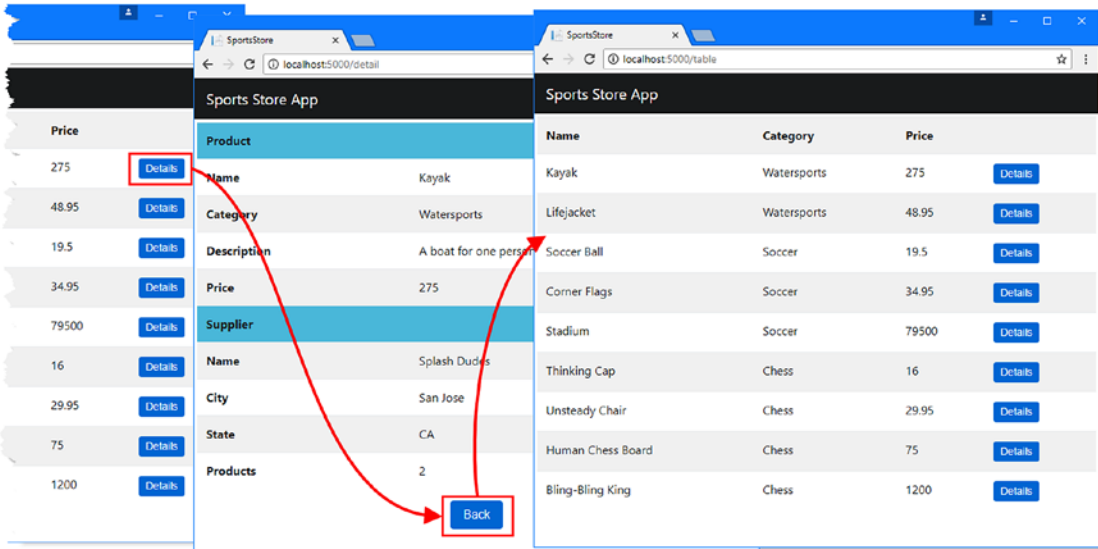 Price
275 Details
48.95 Details
19.5 Details
34.95 Details
79500 Details
16 Details
29.95 Details
75 Details
1200 Details
SportsStore
localhost:5000/detail
Sports Store App
Product
Name Kayak
Category Watersports
Description A boat for one person
Price 275
Supplier
Name Splash Dudes
City San Jose
State CA
Products 2
Back
SportsStore
localhost:5000/table
Sports Store App
Name Category Price
Kayak Watersports 275 Details
Lifejacket Watersports 48.95 Details
Soccer Ball Soccer 19.5 Details
Corner Flags Soccer 34.95 Details
Stadium Soccer 79500 Details
Thinking Cap Chess 16 Details
Unsteady Chair Chess 29.95 Details
Human Chess Board Chess 75 Details
Bling-Bling King Chess 1200 Details